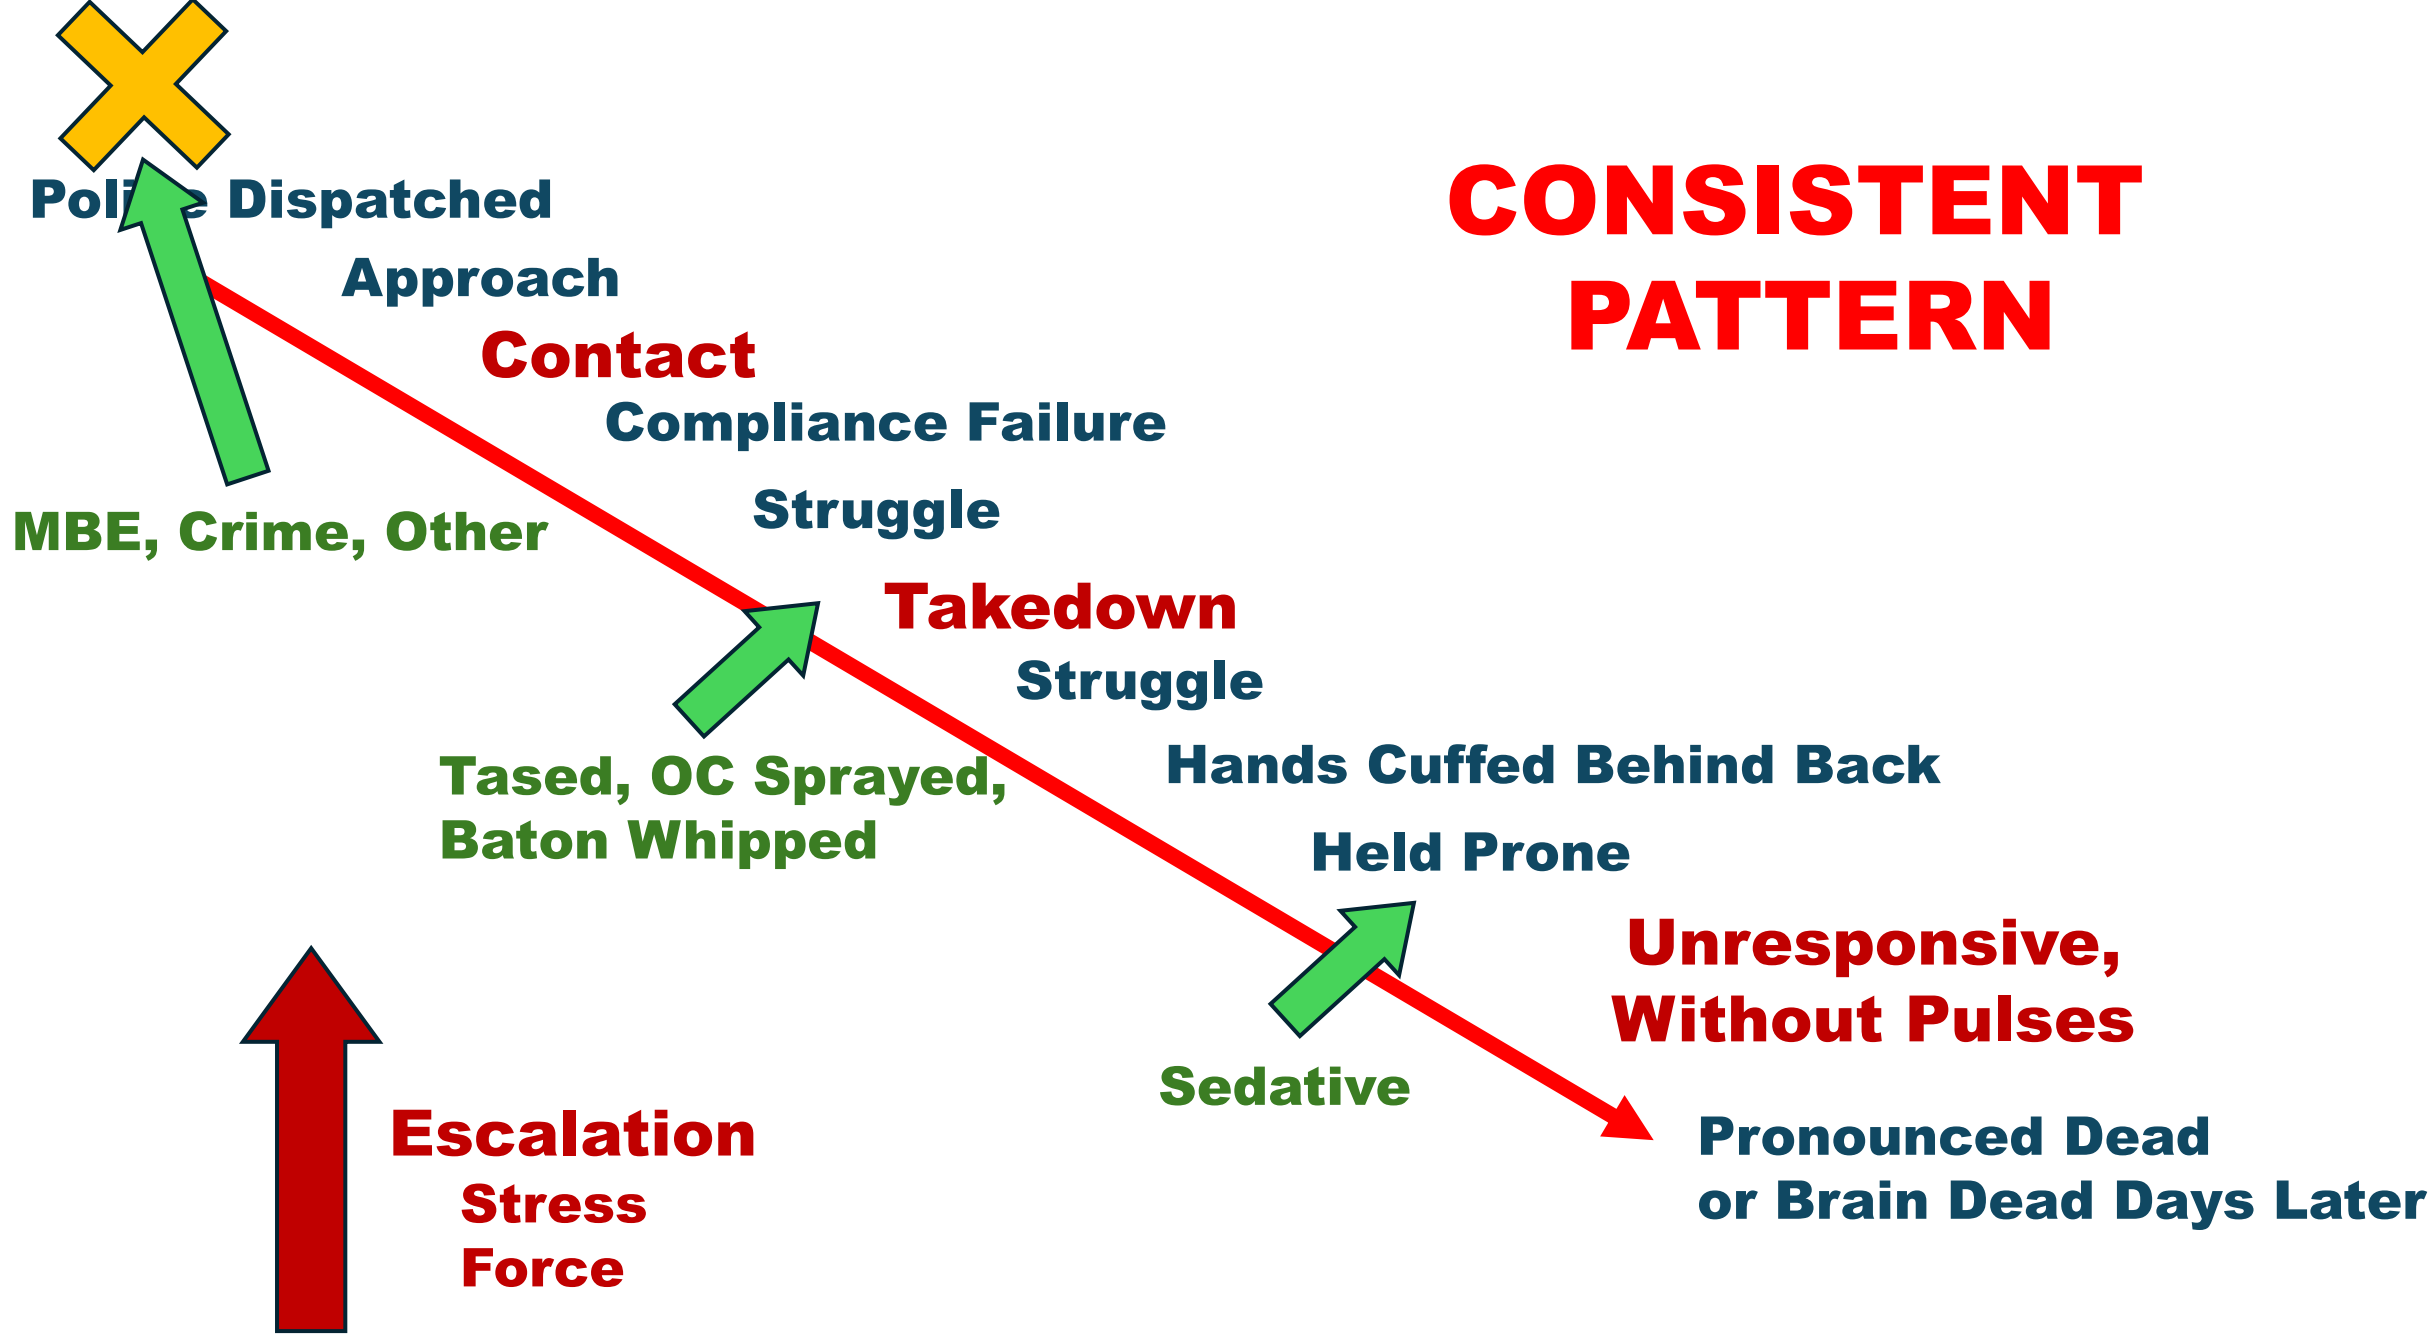 CONSISTENT
PATTERN
Police Dispatched
Approach
Contact
Compliance Failure
Struggle
MBE, Crime, Other
Takedown
Struggle
Tased, OC Sprayed,
Baton Whipped
Hands Cuffed Behind Back
Held Prone
Unresponsive,
Without Pulses
Sedative
Escalation
Stress
Force
Pronounced Dead
or Brain Dead Days Later